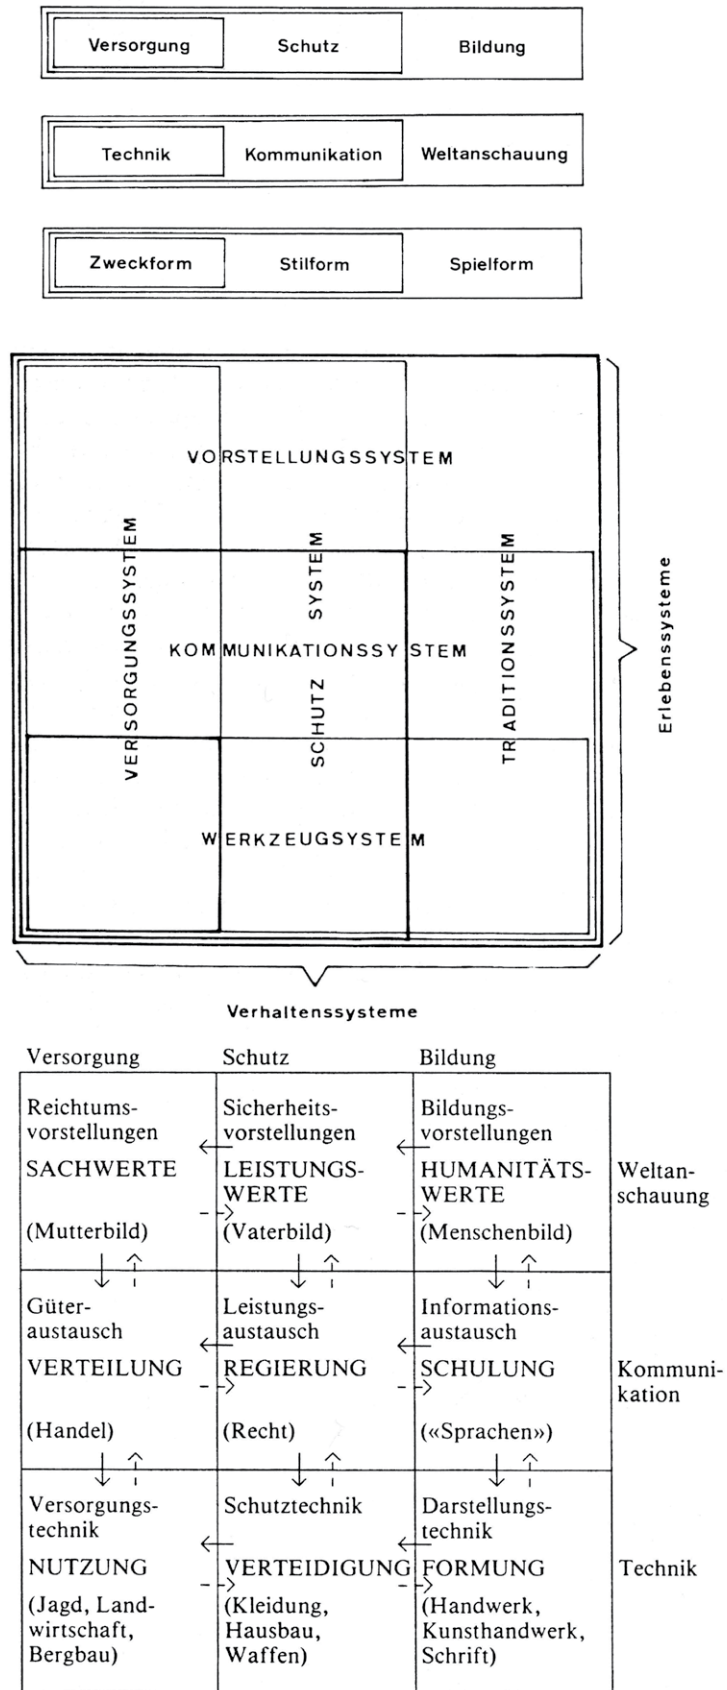 Versorgung Schutz Bildung
Technik Kommunikation Weltanschauung
Zweckform Stilform Spielform
VORSTELLUNGSSYSTEM
VERSORGUNGSSYSTEM
SCHUTZ SYSTEM
TRADITIONSSYSTEM
KOMMUNIKATIONSSYSTEM
WERKZEUGSYSTEM
Erlebenssysteme
Verhaltenssysteme
Versorgung Schutz Bildung
Reichtums-
vorstellungen
SACHWERTE
(Mutterbild)
Sicherheits-
vorstellungen
LEISTUNGS-
WERTE
(Vaterbild)
Bildungs-
vorstellungen
HUMANITÄTS-
WERTE
(Menschenbild)
Weltan-
schauung
Güter-
austausch
VERTEILUNG
(Handel)
Leistungs-
austausch
REGIERUNG
(Recht)
Informations-
austausch
SCHULUNG
(«Sprachen»)
Kommuni-
kation
Versorgungs-
technik
NUTZUNG
(Jagd, Land-
wirtschaft,
Bergbau)
Schutztechnik
VERTEIDIGUNG
(Kleidung,
Hausbau,
Waffen)
Darstellungs-
technik
FORMUNG
(Handwerk,
Kunsthandwerk,
Schrift)
Technik